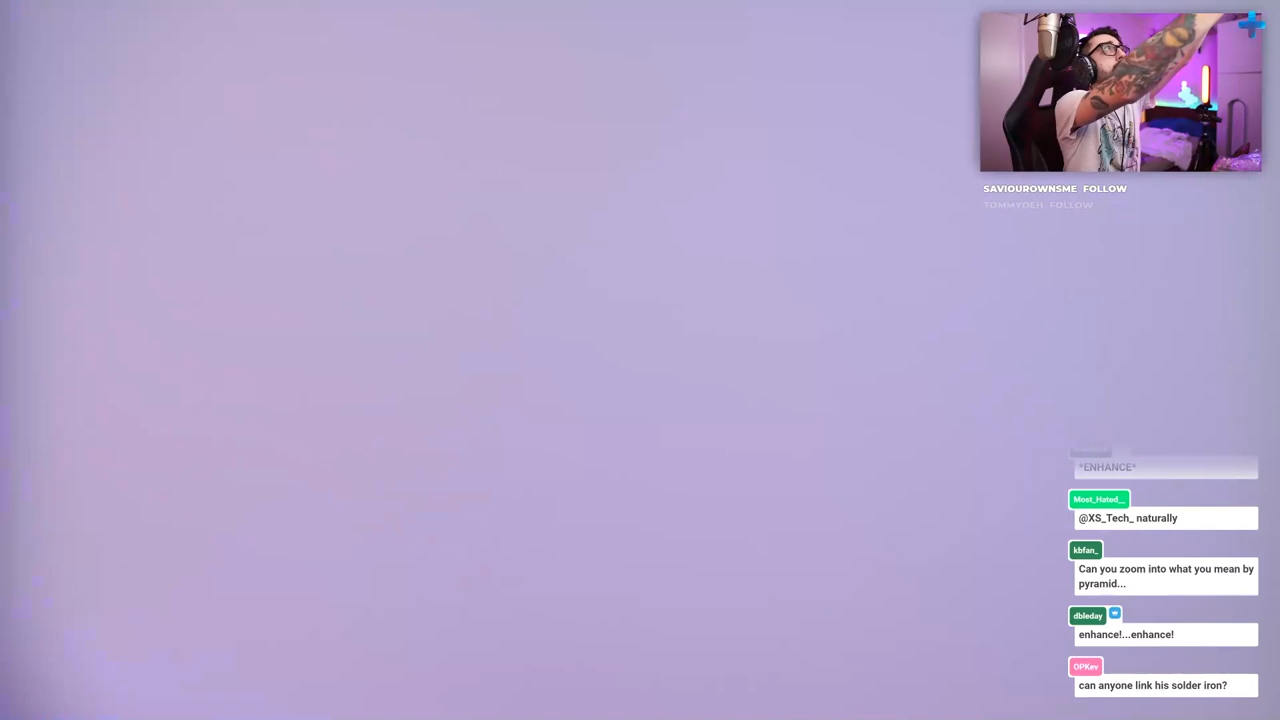 SAVIOUROWNSME FOLLOW
TOMMYDEH FOLLOW
*ENHANCE*
Most_Hated__
@XS_Tech_ naturally
kbfan_
Can you zoom into what you mean by
pyramid...
dbleday
enhance!...enhance!
OPKev
can anyone link his solder iron?